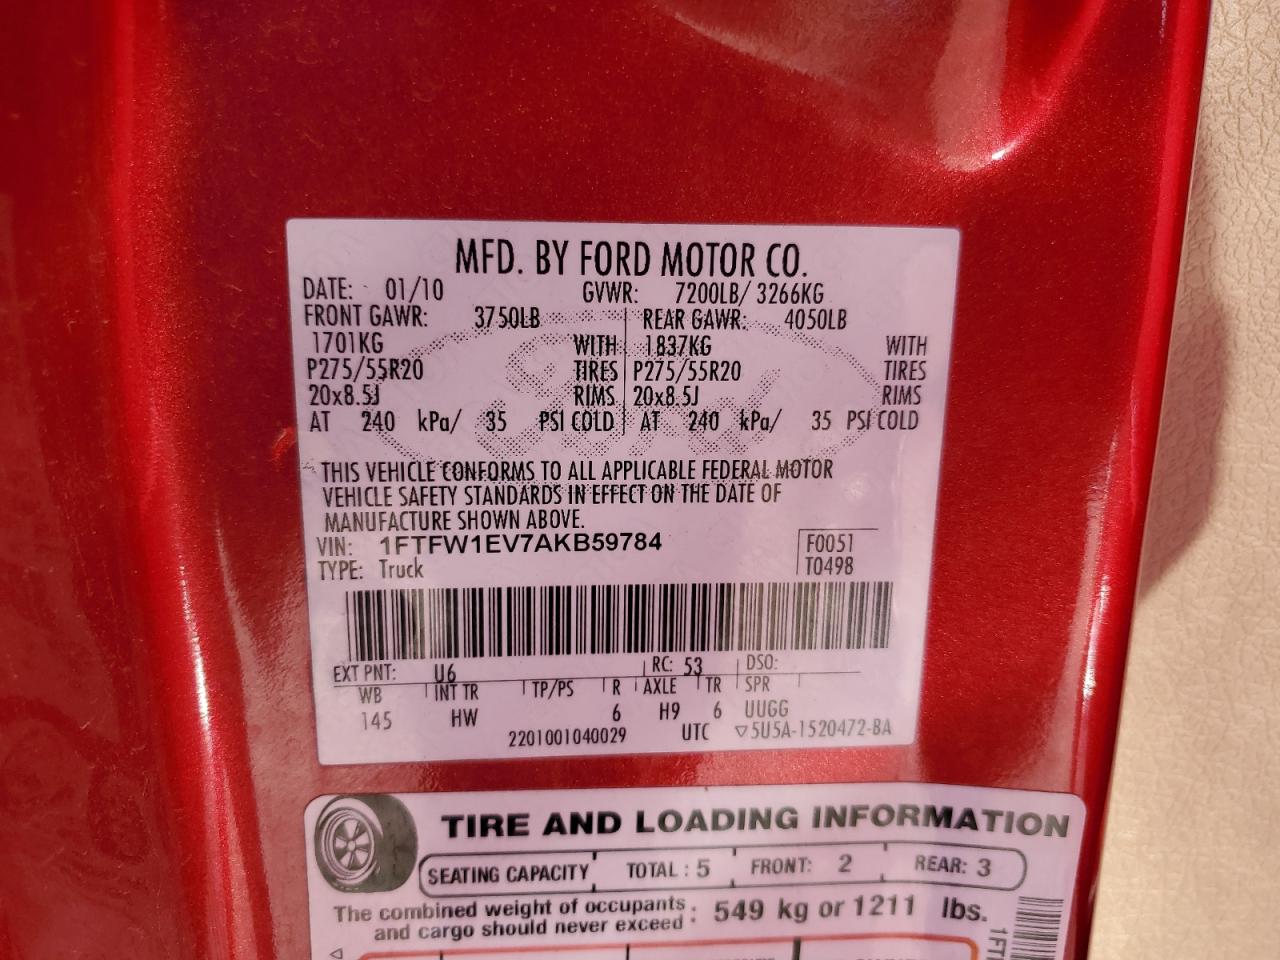 MFD. BY FORD MOTOR CO.
DATE: 01/10 GVWR: 7200LB/ 3266KG
FRONT GAWR: 3750LB REAR GAWR: 4050LB
1701KG WITH 1837KG WITH
P275/55R20 TIRES P275/55R20 TIRES
20x8.5J RIMS 20x8.5J RIMS
AT 240 kPa/ 35 PSI COLD AT 240 kPa/ 35 PSI COLD
THIS VEHICLE CONFORMS TO ALL APPLICABLE FEDERAL MOTOR
VEHICLE SAFETY STANDARDS IN EFFECT ON THE DATE OF
MANUFACTURE SHOWN ABOVE.
VIN: 1FTFW1EV7AKB59784 F0051
TYPE: Truck T0498
EXT PNT: U6 RC: 53 DSO:
WB INT TR TP/PS R AXLE TR SPR
145 HW 6 H9 6 UUGG
2201001040029 UTC ▽5U5A-1520472-BA
TIRE AND LOADING INFORMATION
SEATING CAPACITY TOTAL : 5 FRONT: 2 REAR: 3
The combined weight of occupants : 549 kg or 1211 lbs.
and cargo should never exceed :
1FT